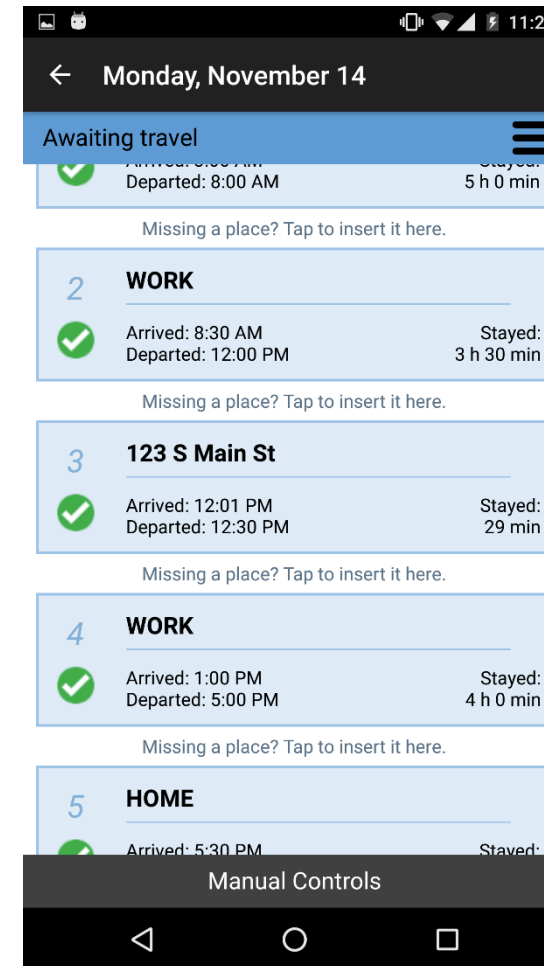 11:2
Monday, November 14
Awaiting travel
Departed: 8:00 AM
5 h 0 min
Missing a place? Tap to insert it here.
2
WORK
Arrived: 8:30 AM
Stayed:
Departed: 12:00 PM
3 h 30 min
Missing a place? Tap to insert it here.
3
123 S Main St
Arrived: 12:01 PM
Stayed:
Departed: 12:30 PM
29 min
Missing a place? Tap to insert it here.
4
WORK
Arrived: 1:00 PM
Stayed:
Departed: 5:00 PM
4 h 0 min
Missing a place? Tap to insert it here.
5
HOME
Arrived: 5:30 PM
Stayed:
Manual Controls